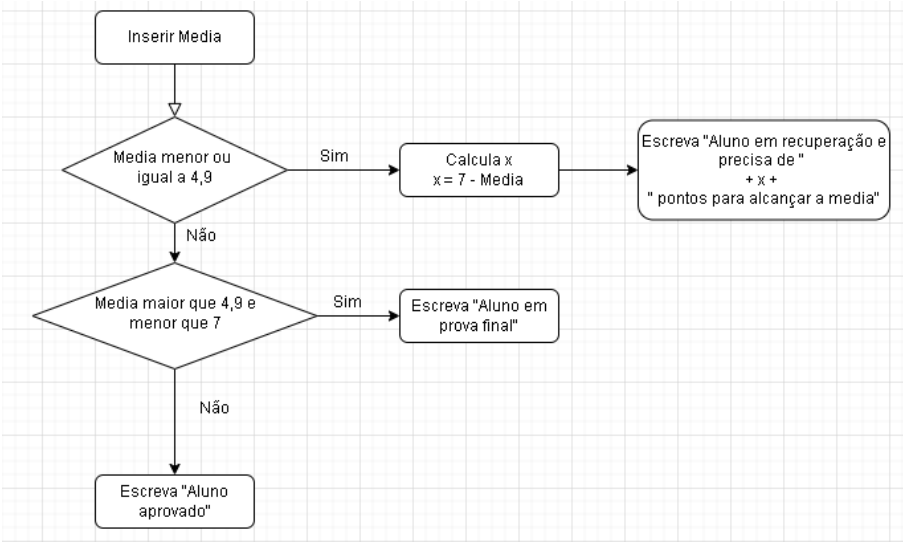 Inserir Media
Media menor ou
igual a 4,9
Sim
Calcula x
x = 7 - Media
Escreva "Aluno em recuperação e
precisa de "
+ x +
" pontos para alcançar a media"
Não
Media maior que 4,9 e
menor que 7
Sim
Escreva "Aluno em
prova final"
Não
Escreva "Aluno
aprovado"